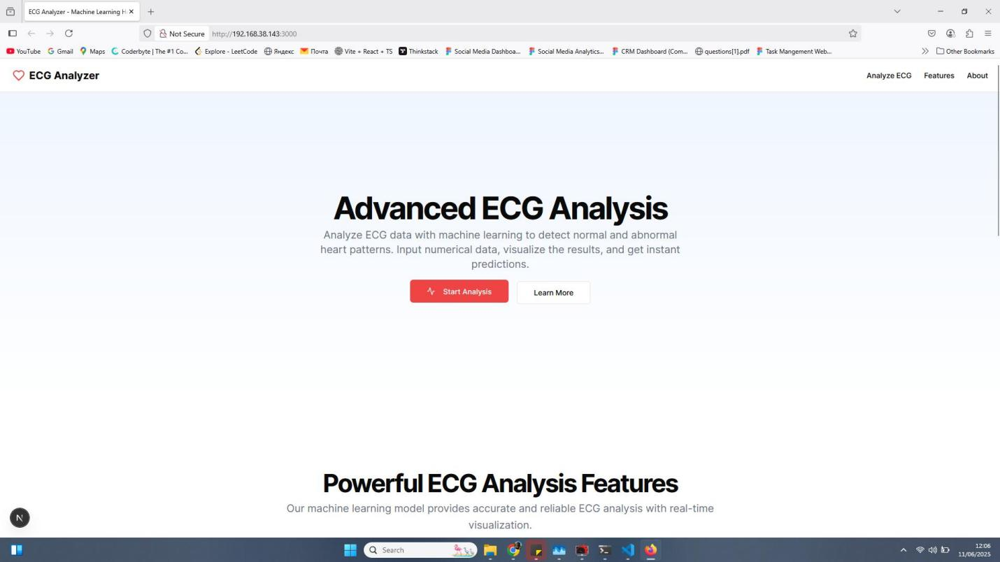 ECG Analyzer - Machine Learning H
Not Secure http://192.168.38.143:3000
YouTube Gmail Maps Coderbyte | The #1 Co... Explore - LeetCode Яндекс Почта Vite + React + TS Thinkstack Social Media Dashboa... Social Media Analytics... CRM Dashboard (Com... questions[1].pdf Task Mangement Web... Other Bookmarks
ECG Analyzer Analyze ECG Features About
Advanced ECG Analysis
Analyze ECG data with machine learning to detect normal and abnormal
heart patterns. Input numerical data, visualize the results, and get instant
predictions.
Start Analysis Learn More
Powerful ECG Analysis Features
Our machine learning model provides accurate and reliable ECG analysis with real-time
visualization.
N
Search
12:06
11/06/2025